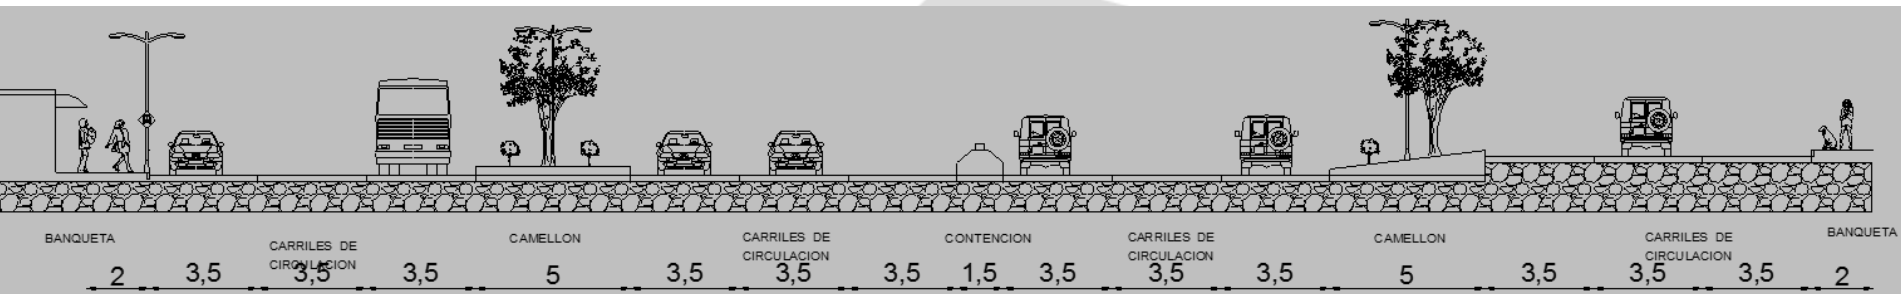 BANQUETA
CARRILES DE
CIRCULACION
CAMELLON
CARRILES DE
CIRCULACION
CONTENCION
CARRILES DE
CIRCULACION
CAMELLON
CARRILES DE
CIRCULACION
BANQUETA
2 3,5 3,5 3,5 5 3,5 3,5 3,5 1,5 3,5 3,5 3,5 5 3,5 3,5 3,5 2